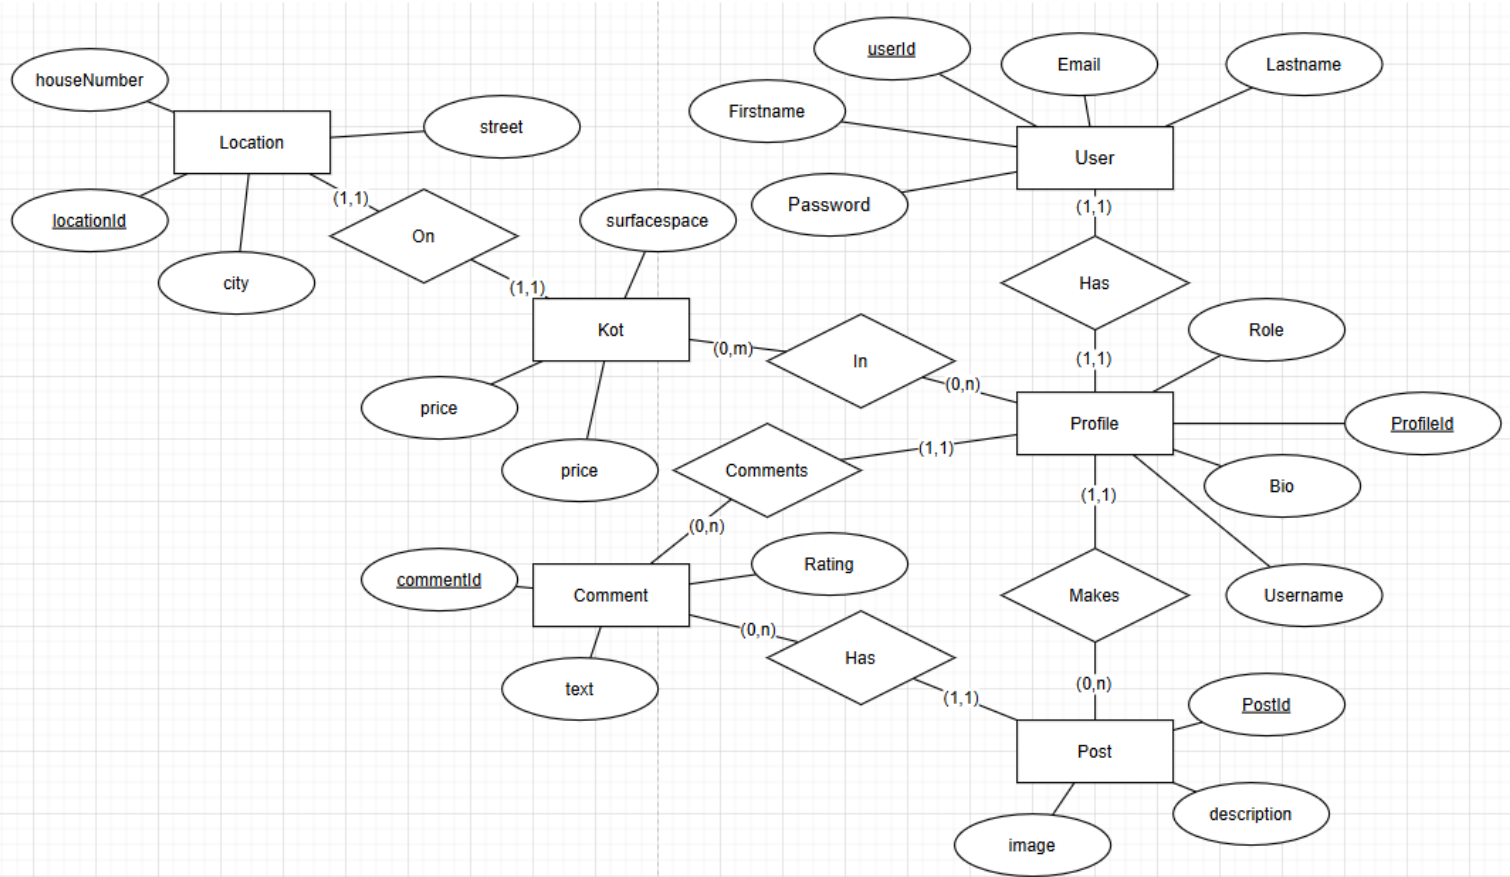 userId
Email
Lastname
houseNumber
Firstname
street
Location
User
(1,1)
Password
(1,1)
locationId
surfacespace
On
city
Has
(1,1)
Kot
Role
(0,m)
In
(1,1)
(0,n)
price
Profile
ProfileId
(1,1)
price
Comments
Bio
(1,1)
(0,n)
commentId
Rating
Comment
Makes
Username
(0,n)
Has
text
(0,n)
(1,1)
PostId
Post
description
image